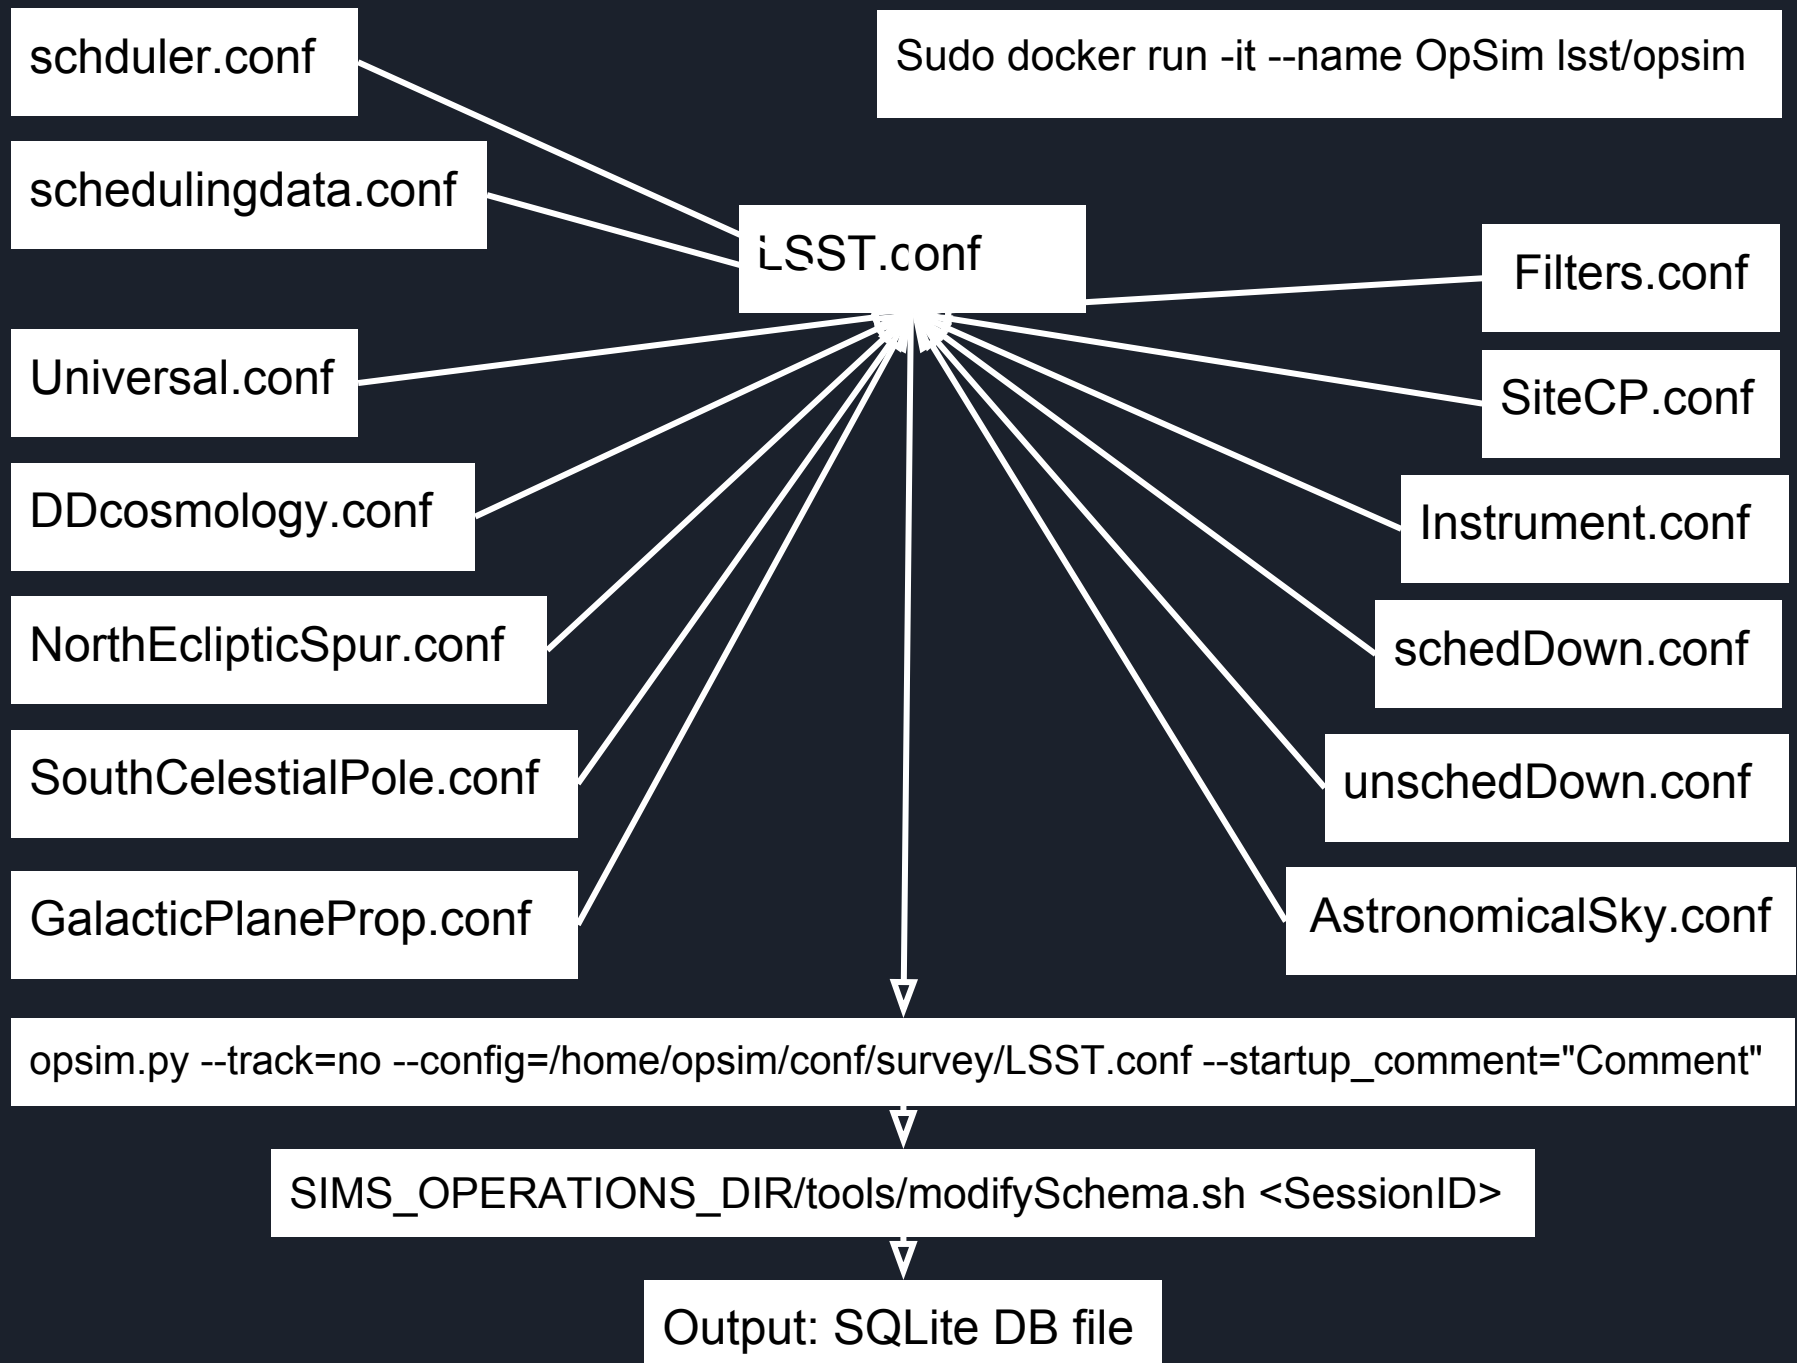 schduler.conf
Sudo docker run -it --name OpSim lsst/opsim
schedulingdata.conf
LSST.conf
Filters.conf
Universal.conf
SiteCP.conf
DDcosmology.conf
Instrument.conf
NorthEclipticSpur.conf
schedDown.conf
SouthCelestialPole.conf
unschedDown.conf
GalacticPlaneProp.conf
AstronomicalSky.conf
opsim.py --track=no --config=/home/opsim/conf/survey/LSST.conf --startup_comment="Comment"
SIMS_OPERATIONS_DIR/tools/modifySchema.sh <SessionID>
Output: SQLite DB file